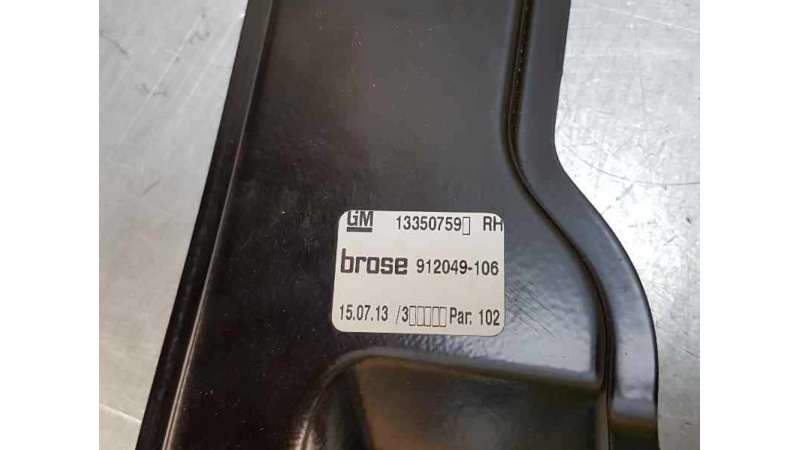 GM 13350759▯ RH
brose 912049-106
15.07.13 /3▯▯▯▯▯ Par. 102